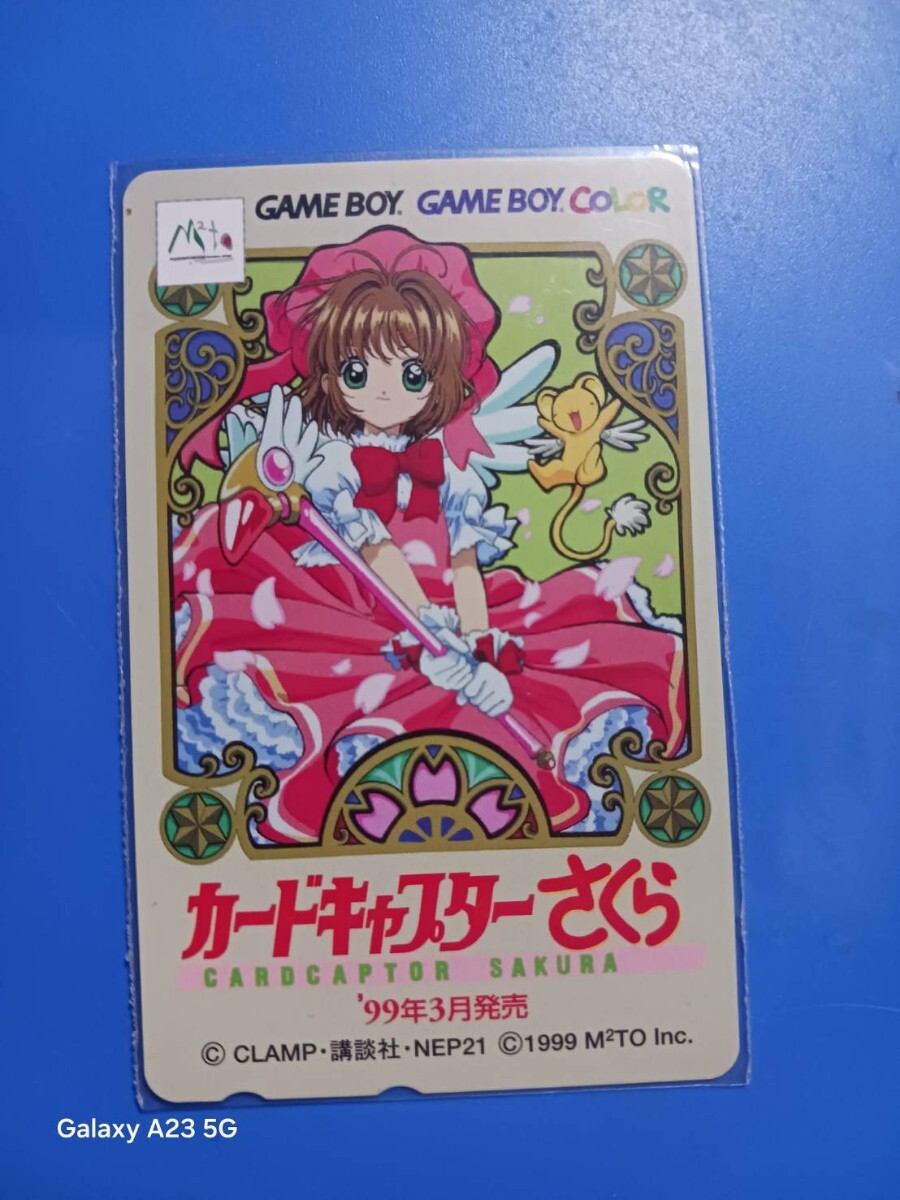 M²to
GAME BOY. GAME BOY. COLOR
カードキャプターさくら
CARDCAPTOR SAKURA
'99年3月発売
© CLAMP・講談社・NEP21 ©1999 M²TO Inc.
Galaxy A23 5G